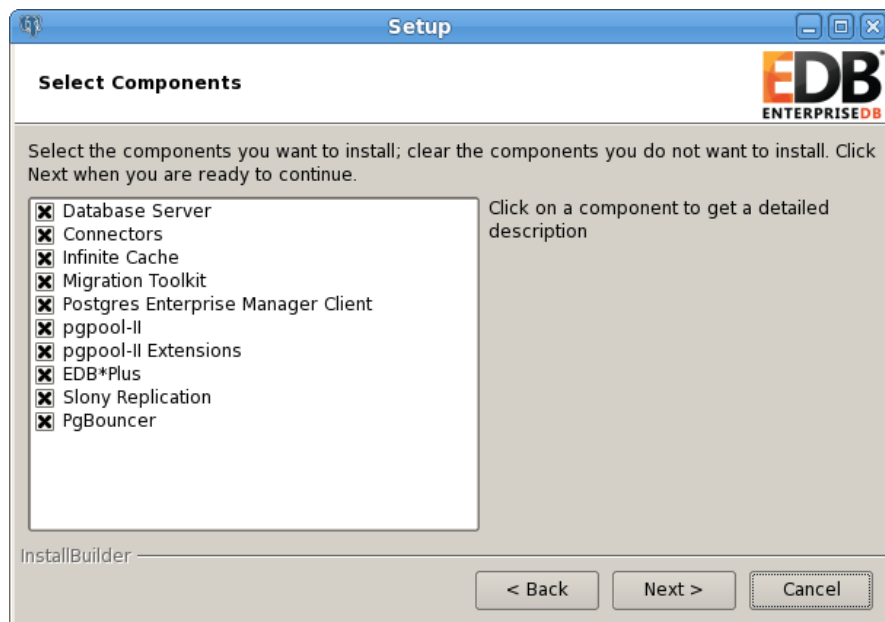 Setup
Select Components
EDB
ENTERPRISEDB
Select the components you want to install; clear the components you do not want to install. Click
Next when you are ready to continue.
Database Server
Connectors
Infinite Cache
Migration Toolkit
Postgres Enterprise Manager Client
pgpool-II
pgpool-II Extensions
EDB*Plus
Slony Replication
PgBouncer
Click on a component to get a detailed
description
InstallBuilder
< Back
Next >
Cancel